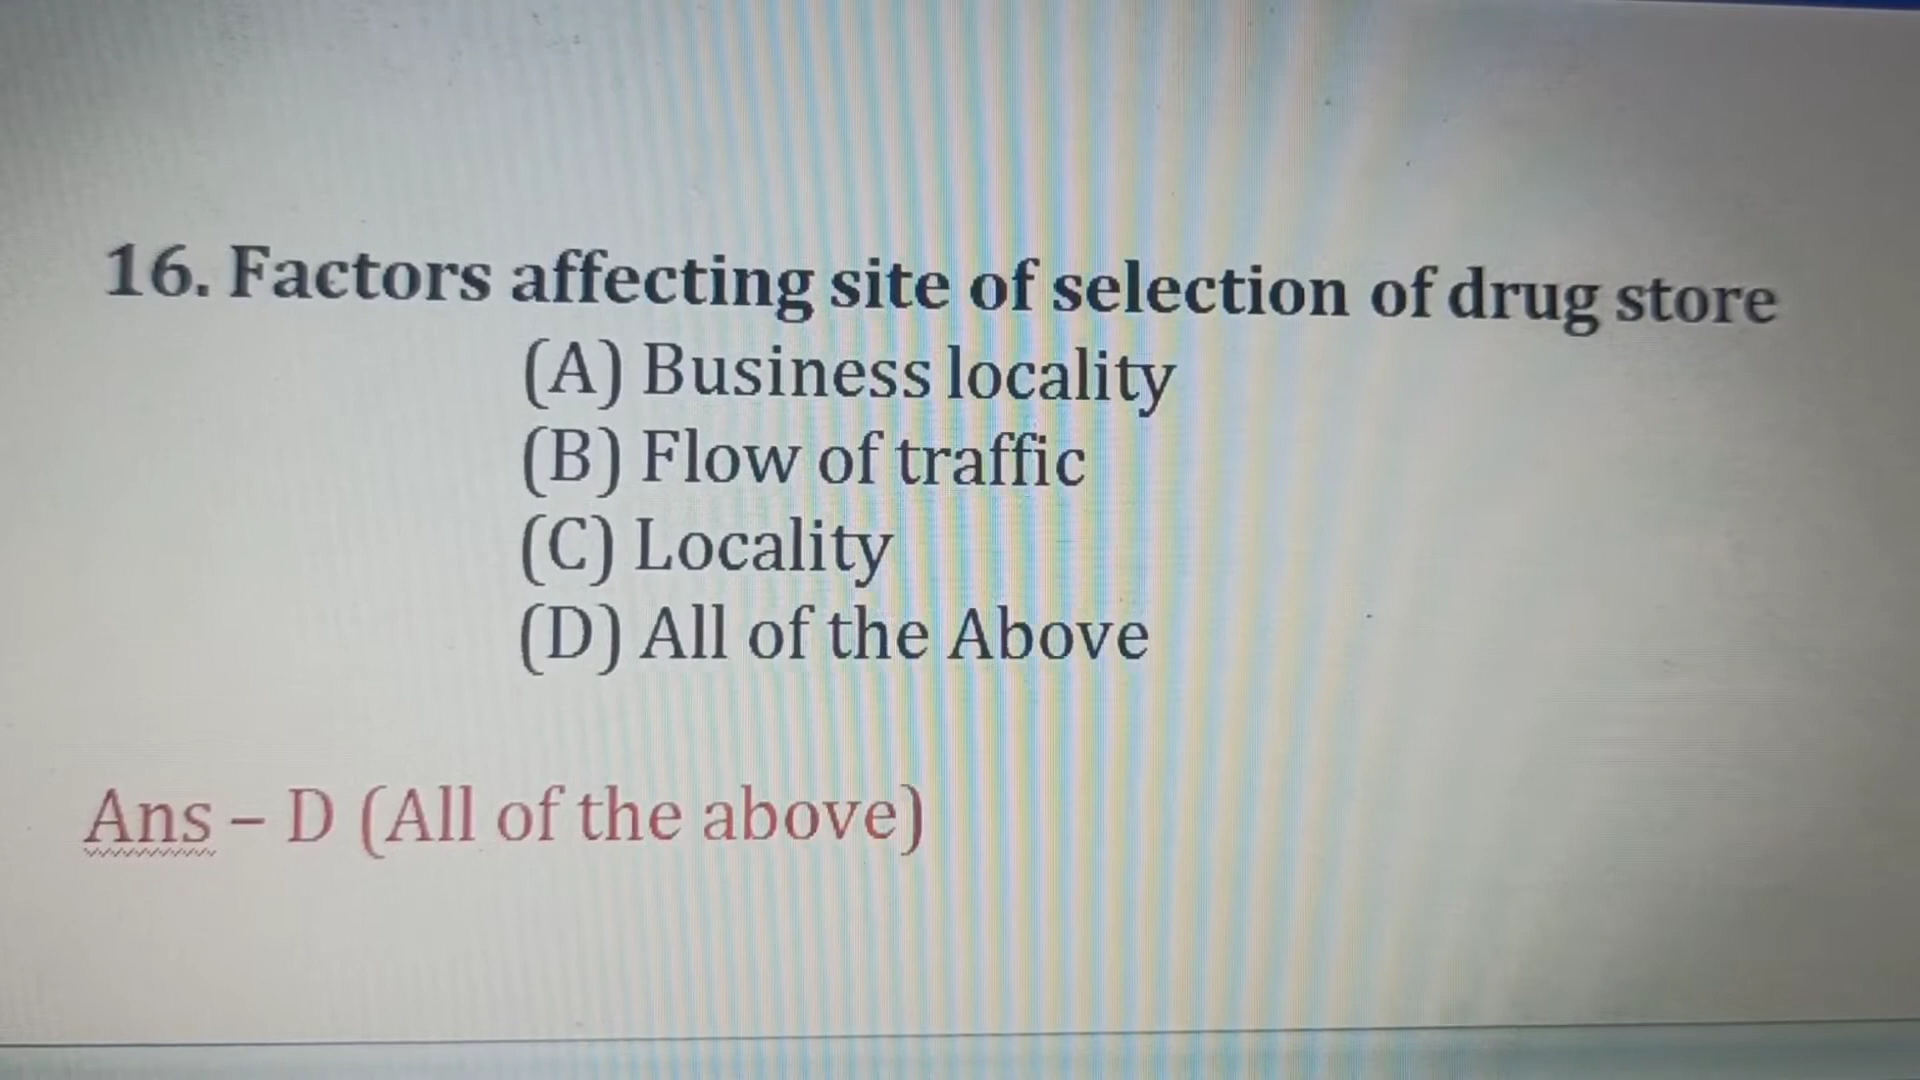 16. Factors affecting site of selection of drug store
(A) Business locality
(B) Flow of traffic
(C) Locality
(D) All of the Above
Ans – D (All of the above)